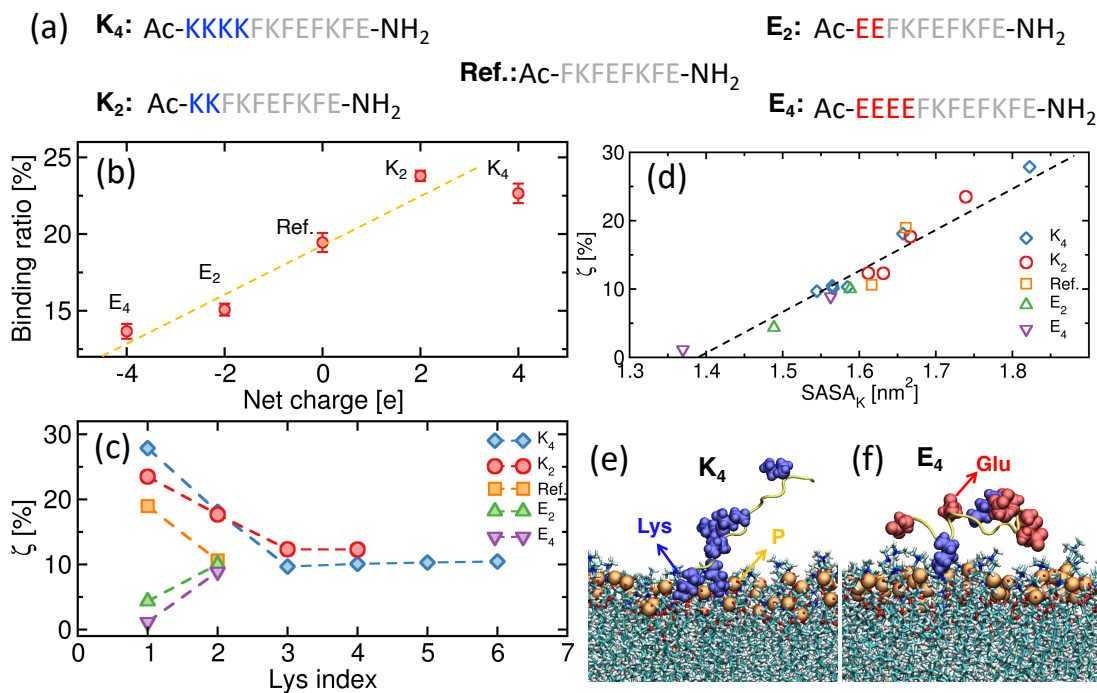 (a) K4: Ac-KKKKFKFEFKFE-NH2
E2: Ac-EEFKFEFKFE-NH2
Ref.:Ac-FKFEFKFE-NH2
K2: Ac-KKFKFEFKFE-NH2
E4: Ac-EEEEFKFEFKFE-NH2
(b)
Binding ratio [%]
25
20
15
E4
E2
Ref.
K2
K4
-4 -2 0 2 4
Net charge [e]
(d)
ζ [%]
30
20
10
0
K4
K2
Ref.
E2
E4
1.3 1.4 1.5 1.6 1.7 1.8
SASAK [nm2]
(c)
ζ [%]
30
20
10
0
K4
K2
Ref.
E2
E4
1 2 3 4 5 6 7
Lys index
(e) K4
Lys
P
(f) E4
Glu